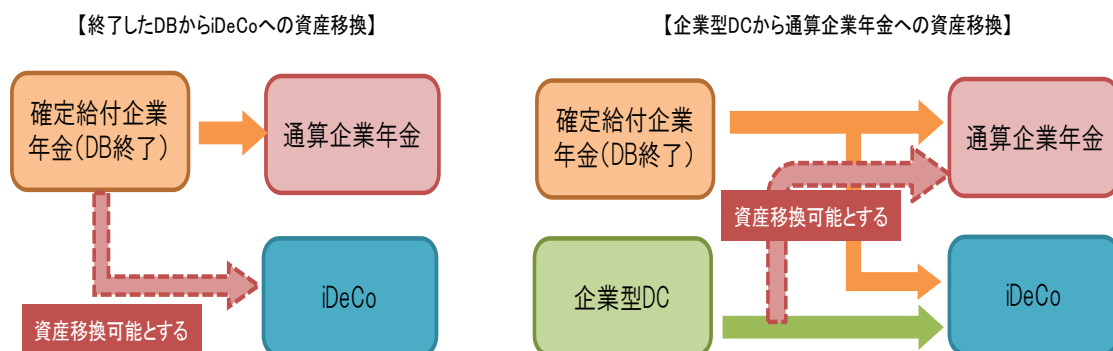 【終了したDBからiDeCoへの資産移換】
確定給付企業
年金(DB終了)
通算企業年金
資産移換可能とする
iDeCo
【企業型DCから通算企業年金への資産移換】
確定給付企業
年金(DB終了)
通算企業年金
資産移換可能とする
企業型DC
iDeCo